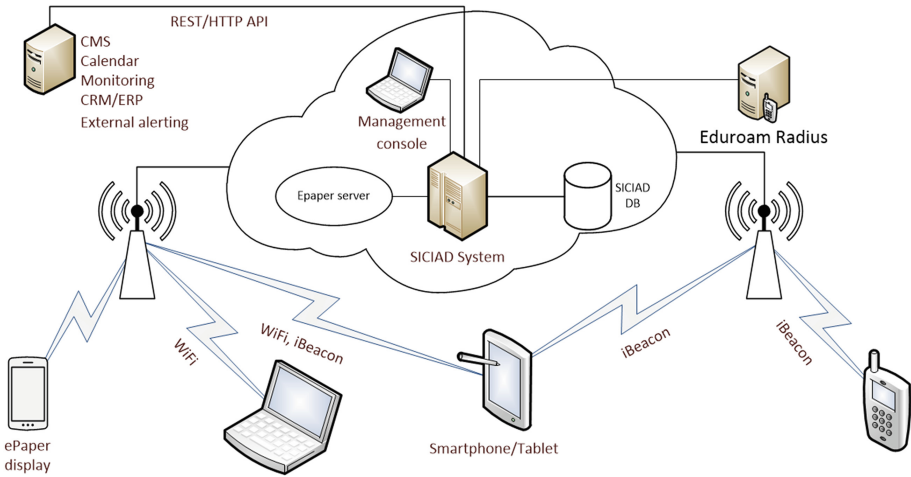 REST/HTTP API
CMS
Calendar
Monitoring
CRM/ERP
External alerting
Management
console
Eduroam Radius
Epaper server
SICIAD
DB
SICIAD System
WiFi
WiFi, iBeacon
iBeacon
iBeacon
ePaper
display
Smartphone/Tablet